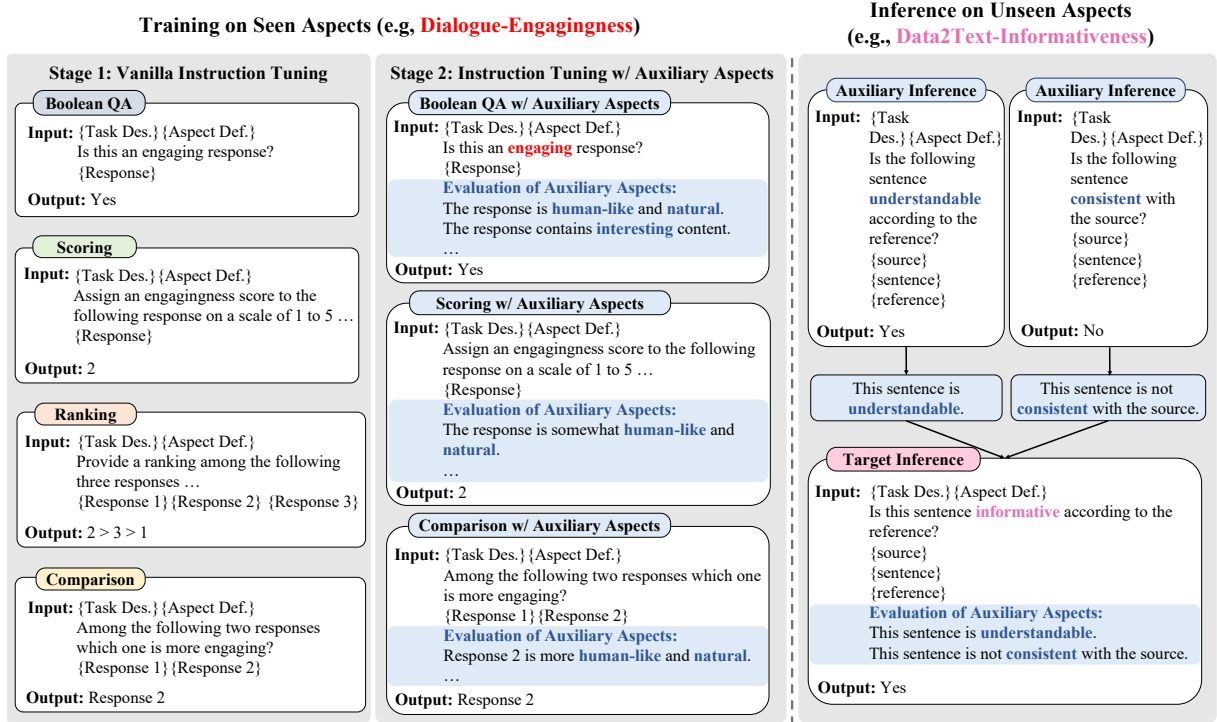 Training on Seen Aspects (e.g, Dialogue-Engagingness)
Stage 1: Vanilla Instruction Tuning
Boolean QA
Input: {Task Des.}{Aspect Def.}
Is this an engaging response?
{Response}
Output: Yes
Scoring
Input: {Task Des.}{Aspect Def.}
Assign an engagingness score to the
following response on a scale of 1 to 5 …
{Response}
Output: 2
Ranking
Input: {Task Des.}{Aspect Def.}
Provide a ranking among the following
three responses …
{Response 1}{Response 2} {Response 3}
Output: 2 > 3 > 1
Comparison
Input: {Task Des.}{Aspect Def.}
Among the following two responses
which one is more engaging?
{Response 1}{Response 2}
Output: Response 2
Stage 2: Instruction Tuning w/ Auxiliary Aspects
Boolean QA w/ Auxiliary Aspects
Input: {Task Des.}{Aspect Def.}
Is this an engaging response?
{Response}
Evaluation of Auxiliary Aspects:
The response is human-like and natural.
The response contains interesting content.
…
Output: Yes
Scoring w/ Auxiliary Aspects
Input: {Task Des.}{Aspect Def.}
Assign an engagingness score to the following
response on a scale of 1 to 5 …
{Response}
Evaluation of Auxiliary Aspects:
The response is somewhat human-like and
natural.
…
Output: 2
Comparison w/ Auxiliary Aspects
Input: {Task Des.}{Aspect Def.}
Among the following two responses which one
is more engaging?
{Response 1}{Response 2}
Evaluation of Auxiliary Aspects:
Response 2 is more human-like and natural.
…
Output: Response 2
Inference on Unseen Aspects
(e.g., Data2Text-Informativeness)
Auxiliary Inference
Input: {Task
Des.}{Aspect Def.}
Is the following
sentence
understandable
according to the
reference?
{source}
{sentence}
{reference}
Output: Yes
Auxiliary Inference
Input: {Task
Des.}{Aspect Def.}
Is the following
sentence
consistent with
the source?
{source}
{sentence}
{reference}
Output: No
This sentence is
understandable.
This sentence is not
consistent with the source.
Target Inference
Input: {Task Des.}{Aspect Def.}
Is this sentence informative according to the
reference?
{source}
{sentence}
{reference}
Evaluation of Auxiliary Aspects:
This sentence is understandable.
This sentence is not consistent with the source.
Output: Yes